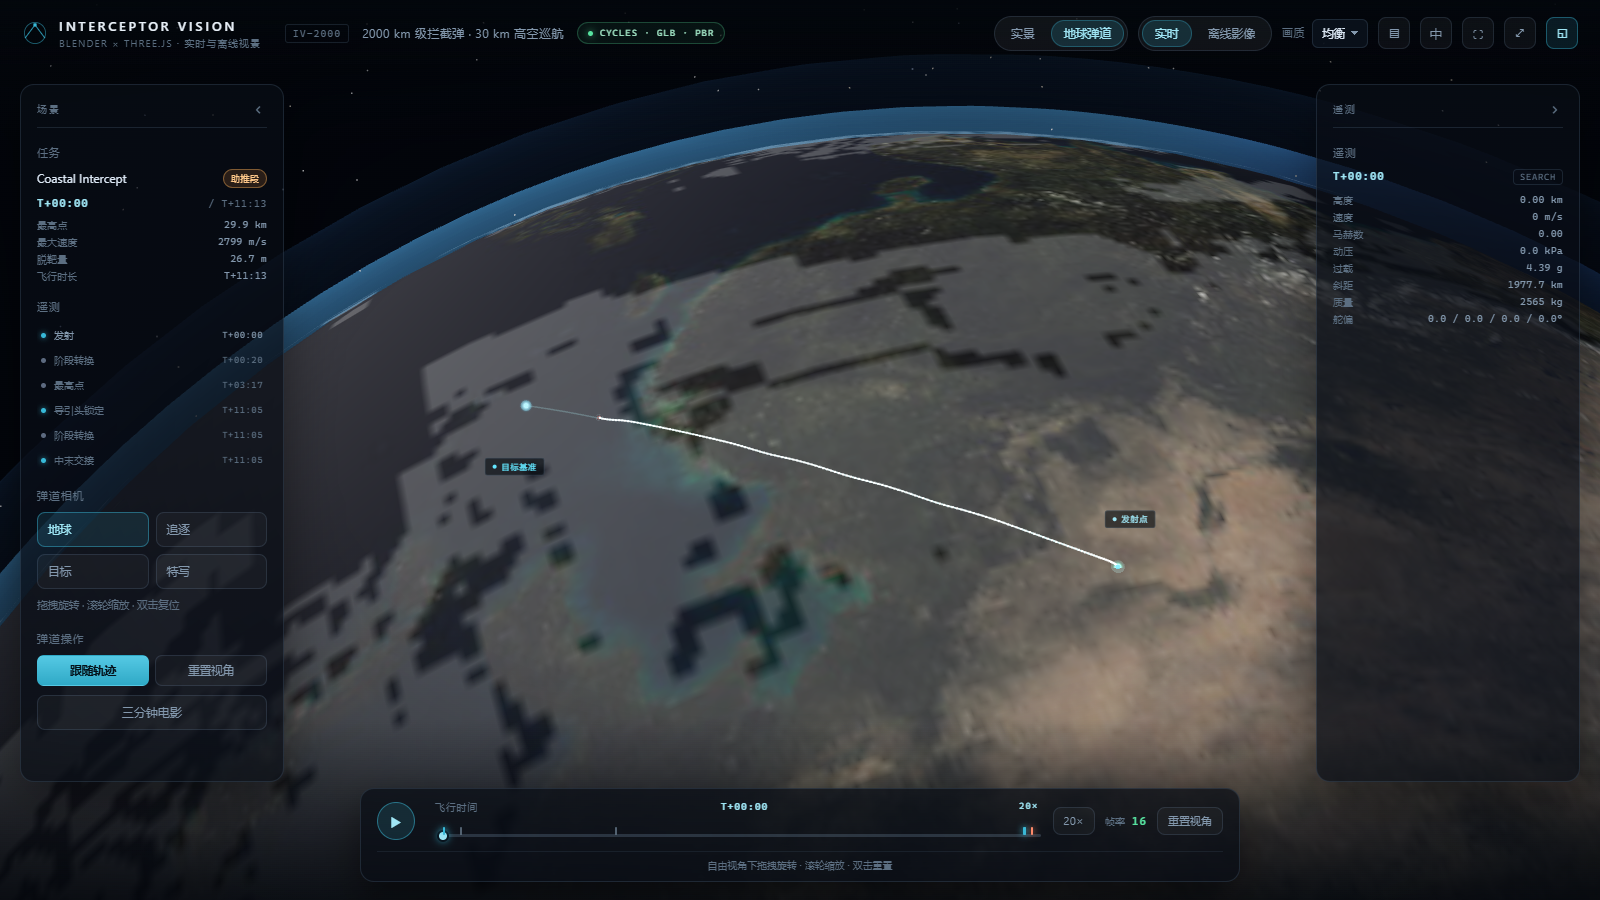 INTERCEPTOR VISION
BLENDER × THREE.JS · 实时与离线视景
IV-2000
2000 km 级拦截弹 · 30 km 高空巡航
CYCLES · GLB · PBR
实景
地球弹道
实时
离线影像
画质
均衡
中
场景
任务
Coastal Intercept
助推段
T+00:00
/ T+11:13
最高点 29.9 km
最大速度 2799 m/s
脱靶量 26.7 m
飞行时长 T+11:13
遥测
发射 T+00:00
阶段转换 T+00:20
最高点 T+03:17
导引头锁定 T+11:05
阶段转换 T+11:05
中末交接 T+11:05
弹道相机
地球
追逐
目标
特写
拖拽旋转 · 滚轮缩放 · 双击复位
弹道操作
跟随轨迹
重置视角
三分钟电影
目标基准
发射点
遥测
遥测
T+00:00
SEARCH
高度 0.00 km
速度 0 m/s
马赫数 0.00
动压 0.0 kPa
过载 4.39 g
斜距 1977.7 km
质量 2565 kg
舵偏 0.0 / 0.0 / 0.0 / 0.0°
飞行时间
T+00:00
20×
20×
帧率 16
重置视角
自由视角下拖拽旋转 · 滚轮缩放 · 双击重置